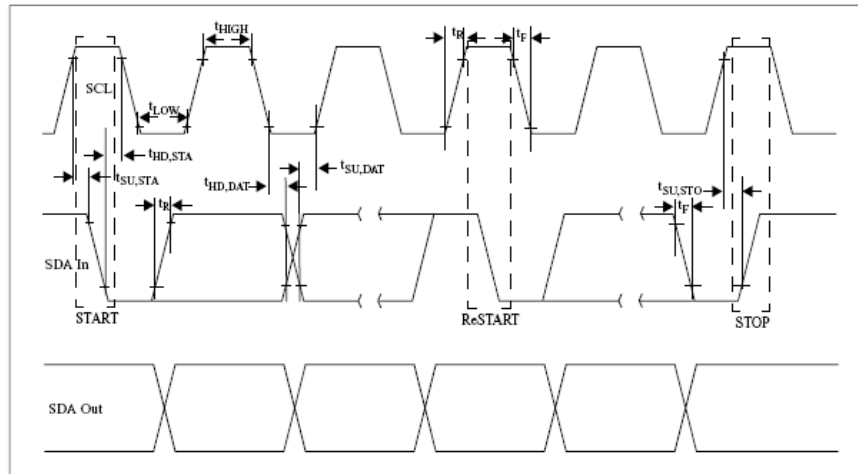 tHIGH
tR
tF
SCL
tLOW
tHD,STA
tSU,STA
tHD,DAT
tSU,DAT
tSU,STO
tR
tF
SDA In
START
ReSTART
STOP
SDA Out